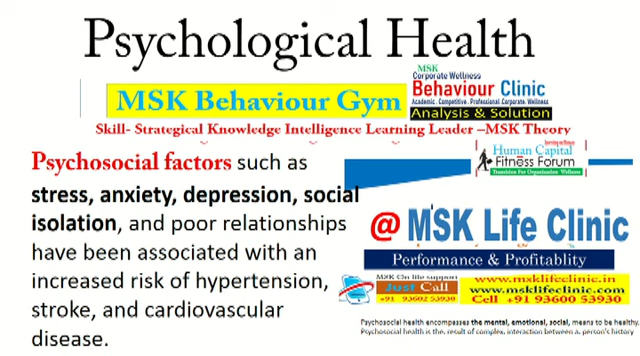 Psychological Health
MSK
Corporate Wellness
MSK Behaviour Gym
Behaviour Clinic
Academic. Competitive. Professional Corporate. Wellness
Analysis & Solution
Skill- Strategical Knowledge Intelligence Learning Leader –MSK Theory
Psychosocial factors such as
stress, anxiety, depression, social
isolation, and poor relationships
have been associated with an
increased risk of hypertension,
stroke, and cardiovascular
disease.
Human Capital
Fitness Forum
Transition For Organization Wellness
@ MSK Life Clinic
Performance & Profitablity
MSK On life support
Just Call
+91 93602 53930
www.msklifeclinic.in
www.msklifeclinic.com
Cell +91 93600 53930
Psychosocial health encompasses the mental, emotional, social, means to be healthy.
Psychosocial health is the result of complex, interaction between a person's history